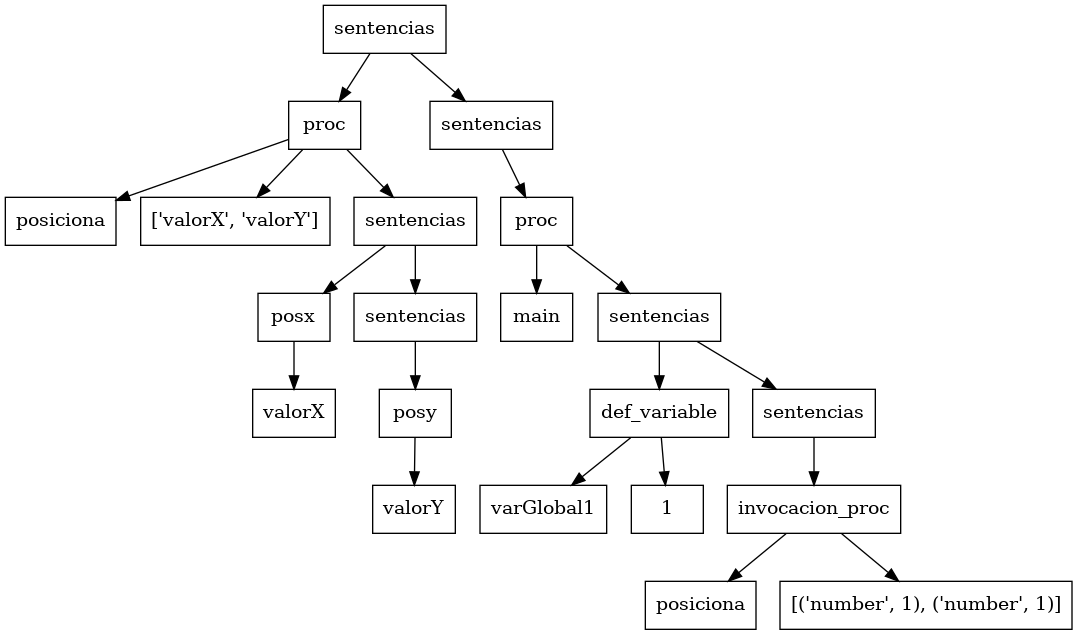 sentencias
proc
sentencias
posiciona
['valorX', 'valorY']
sentencias
proc
posx
sentencias
main
sentencias
valorX
posy
def_variable
sentencias
valorY
varGlobal1
1
invocacion_proc
posiciona
[('number', 1), ('number', 1)]